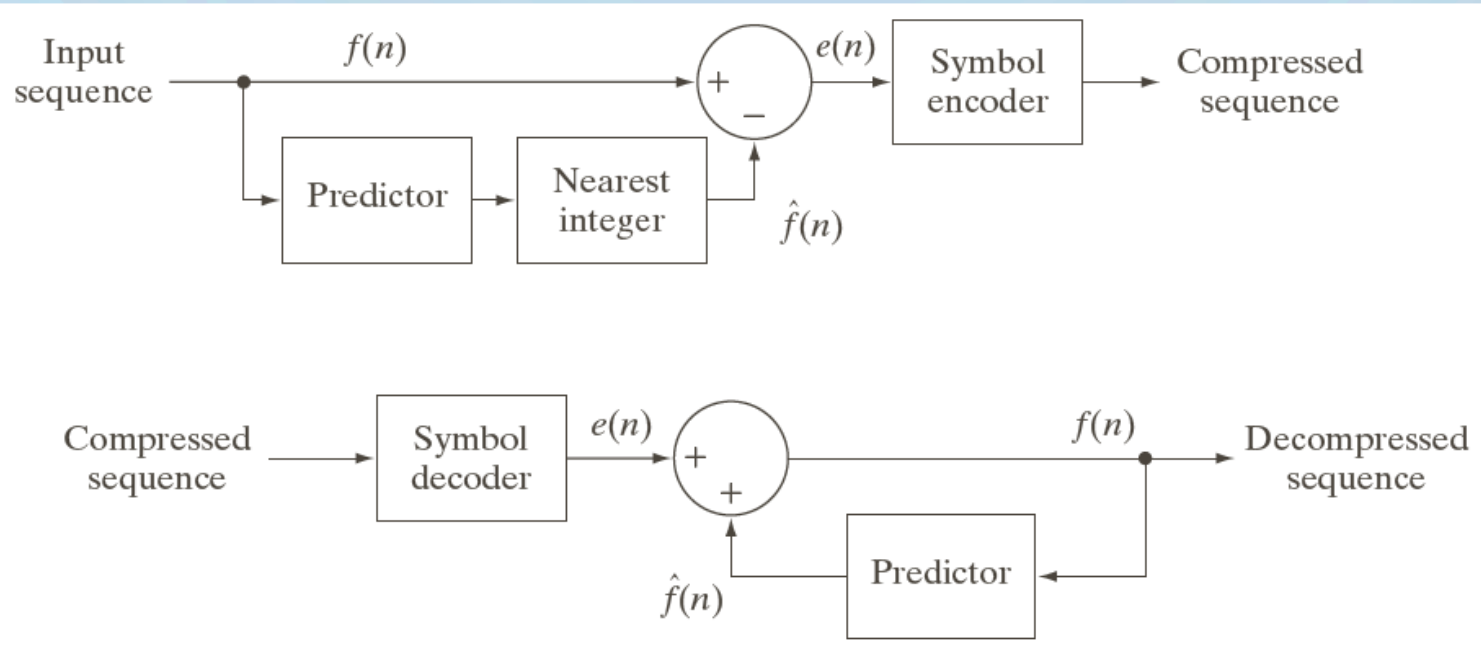 Input
sequence
f(n)
+
−
e(n)
Symbol
encoder
Compressed
sequence
Predictor
Nearest
integer
f̂(n)
Compressed
sequence
Symbol
decoder
e(n)
+
+
f(n)
Decompressed
sequence
Predictor
f̂(n)